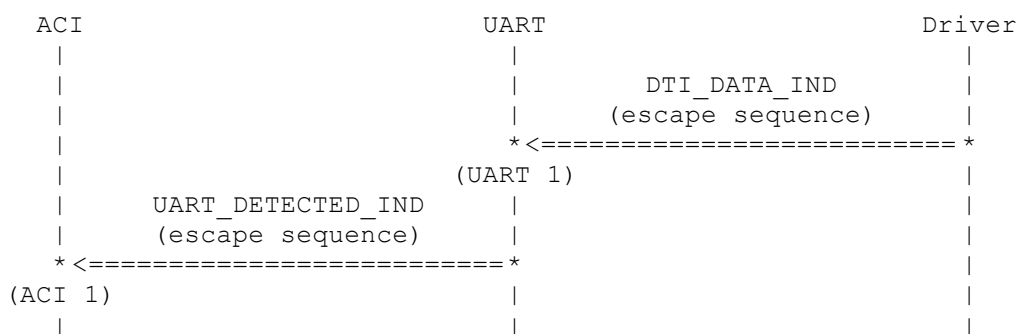 ACI UART Driver
| | |
| | DTI_DATA_IND |
| | (escape sequence) |
| *<==========================*
| (UART 1) |
| UART_DETECTED_IND | |
| (escape sequence) | |
*<==========================* |
(ACI 1) | |
| | |